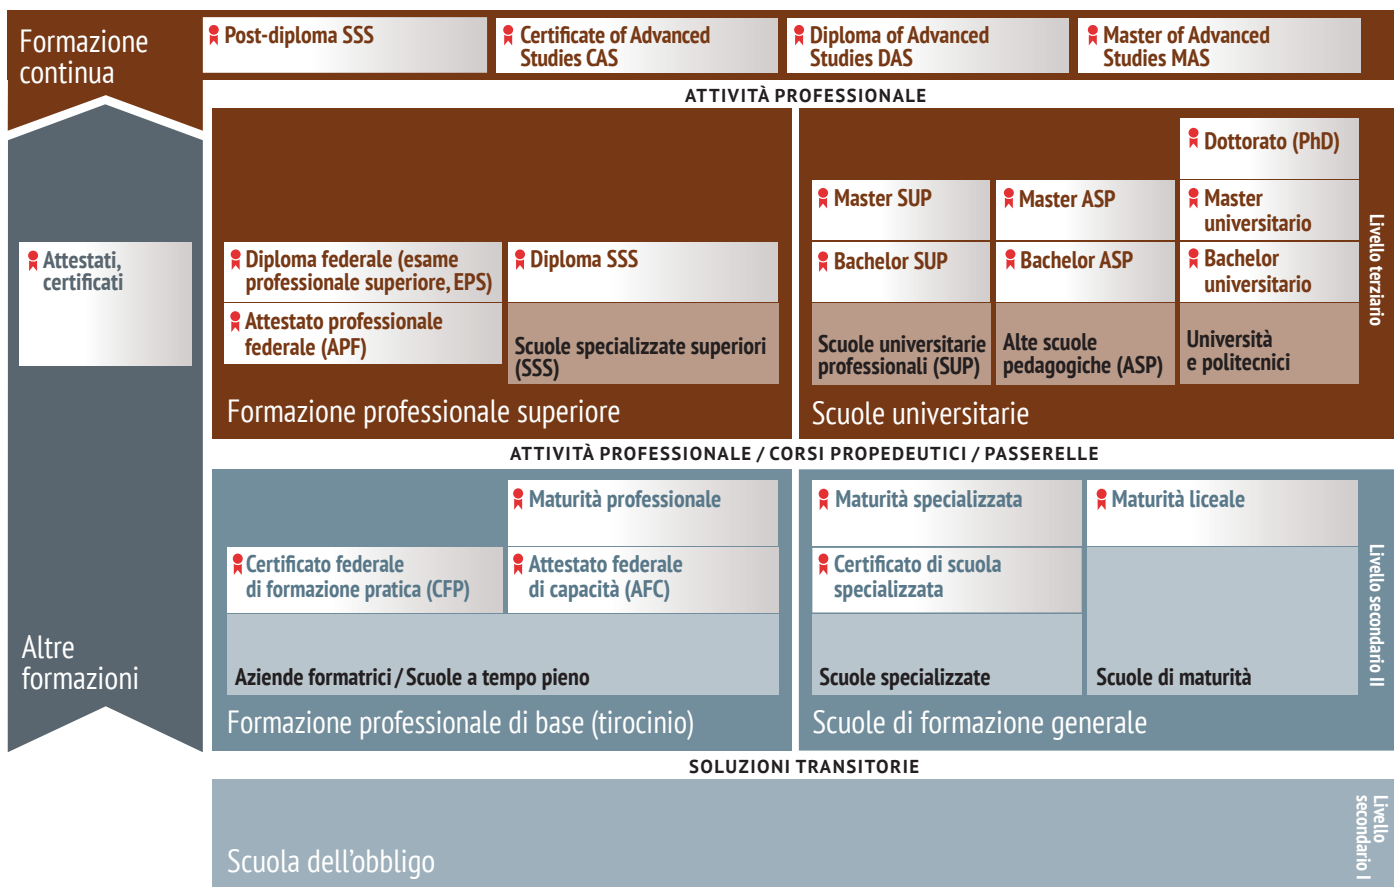 Formazione
continua
Post-diploma SSS
Certificate of Advanced
Studies CAS
Diploma of Advanced
Studies DAS
Master of Advanced
Studies MAS
ATTIVITÀ PROFESSIONALE
Attestati,
certificati
Altre
formazioni
Diploma federale (esame
professionale superiore, EPS)
Attestato professionale
federale (APF)
Diploma SSS
Scuole specializzate superiori
(SSS)
Formazione professionale superiore
Master SUP
Bachelor SUP
Scuole universitarie
professionali (SUP)
Master ASP
Bachelor ASP
Alte scuole
pedagogiche (ASP)
Dottorato (PhD)
Master
universitario
Bachelor
universitario
Università
e politecnici
Scuole universitarie
Livello terziario
ATTIVITÀ PROFESSIONALE / CORSI PROPEDEUTICI / PASSERELLE
Maturità professionale
Certificato federale
di formazione pratica (CFP)
Attestato federale
di capacità (AFC)
Aziende formatrici / Scuole a tempo pieno
Formazione professionale di base (tirocinio)
Maturità specializzata
Certificato di scuola
specializzata
Scuole specializzate
Maturità liceale
Scuole di maturità
Scuole di formazione generale
Livello secondario II
SOLUZIONI TRANSITORIE
Scuola dell’obbligo
Livello
secondario I